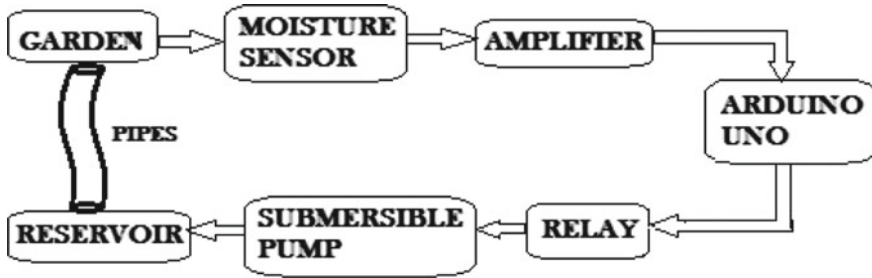 GARDEN
MOISTURE
SENSOR
AMPLIFIER
ARDUINO
UNO
PIPES
RESERVOIR
SUBMERSIBLE
PUMP
RELAY